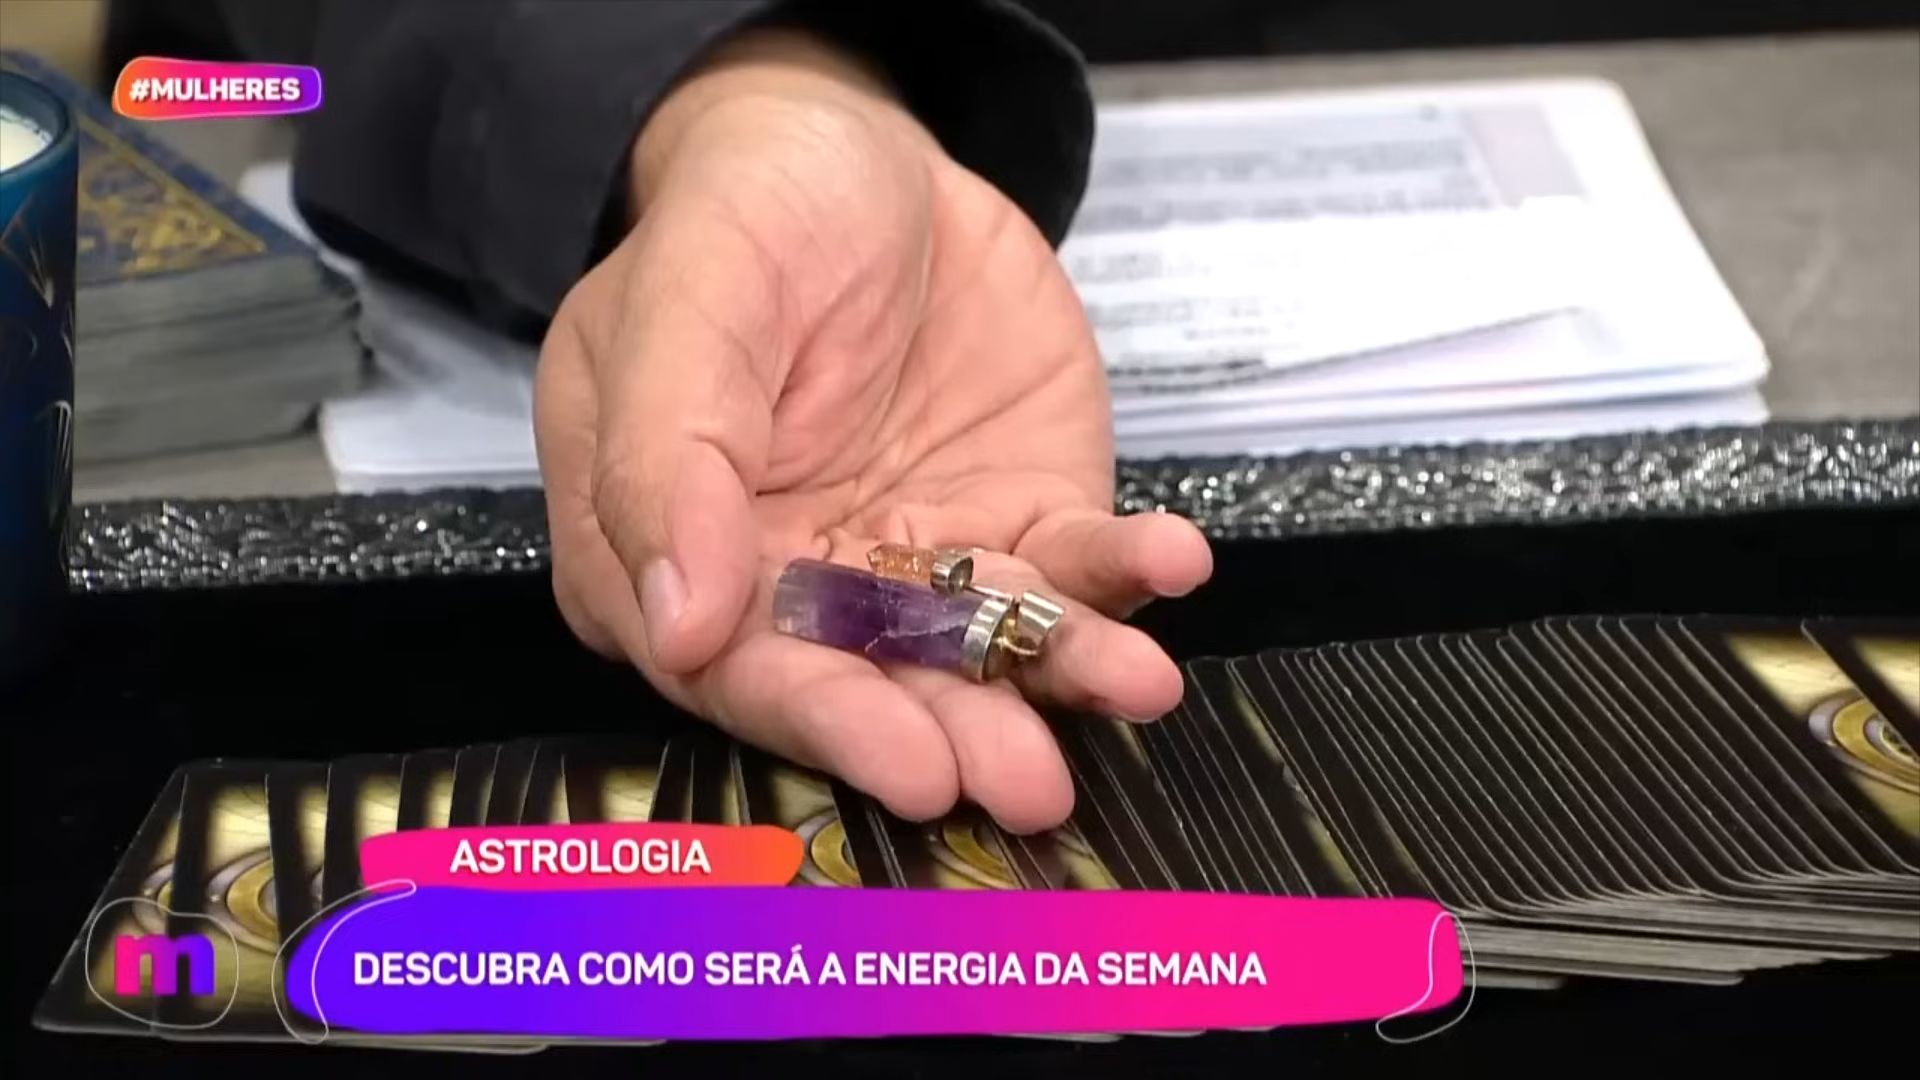 #MULHERES
ASTROLOGIA
m
DESCUBRA COMO SERÁ A ENERGIA DA SEMANA